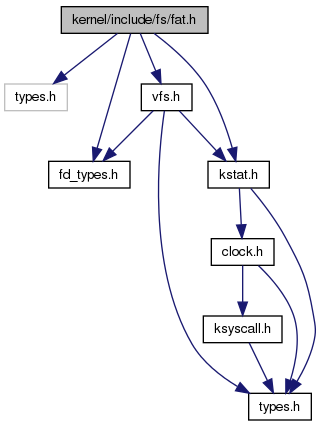 kernel/include/fs/fat.h
types.h
vfs.h
fd_types.h
kstat.h
clock.h
ksyscall.h
types.h